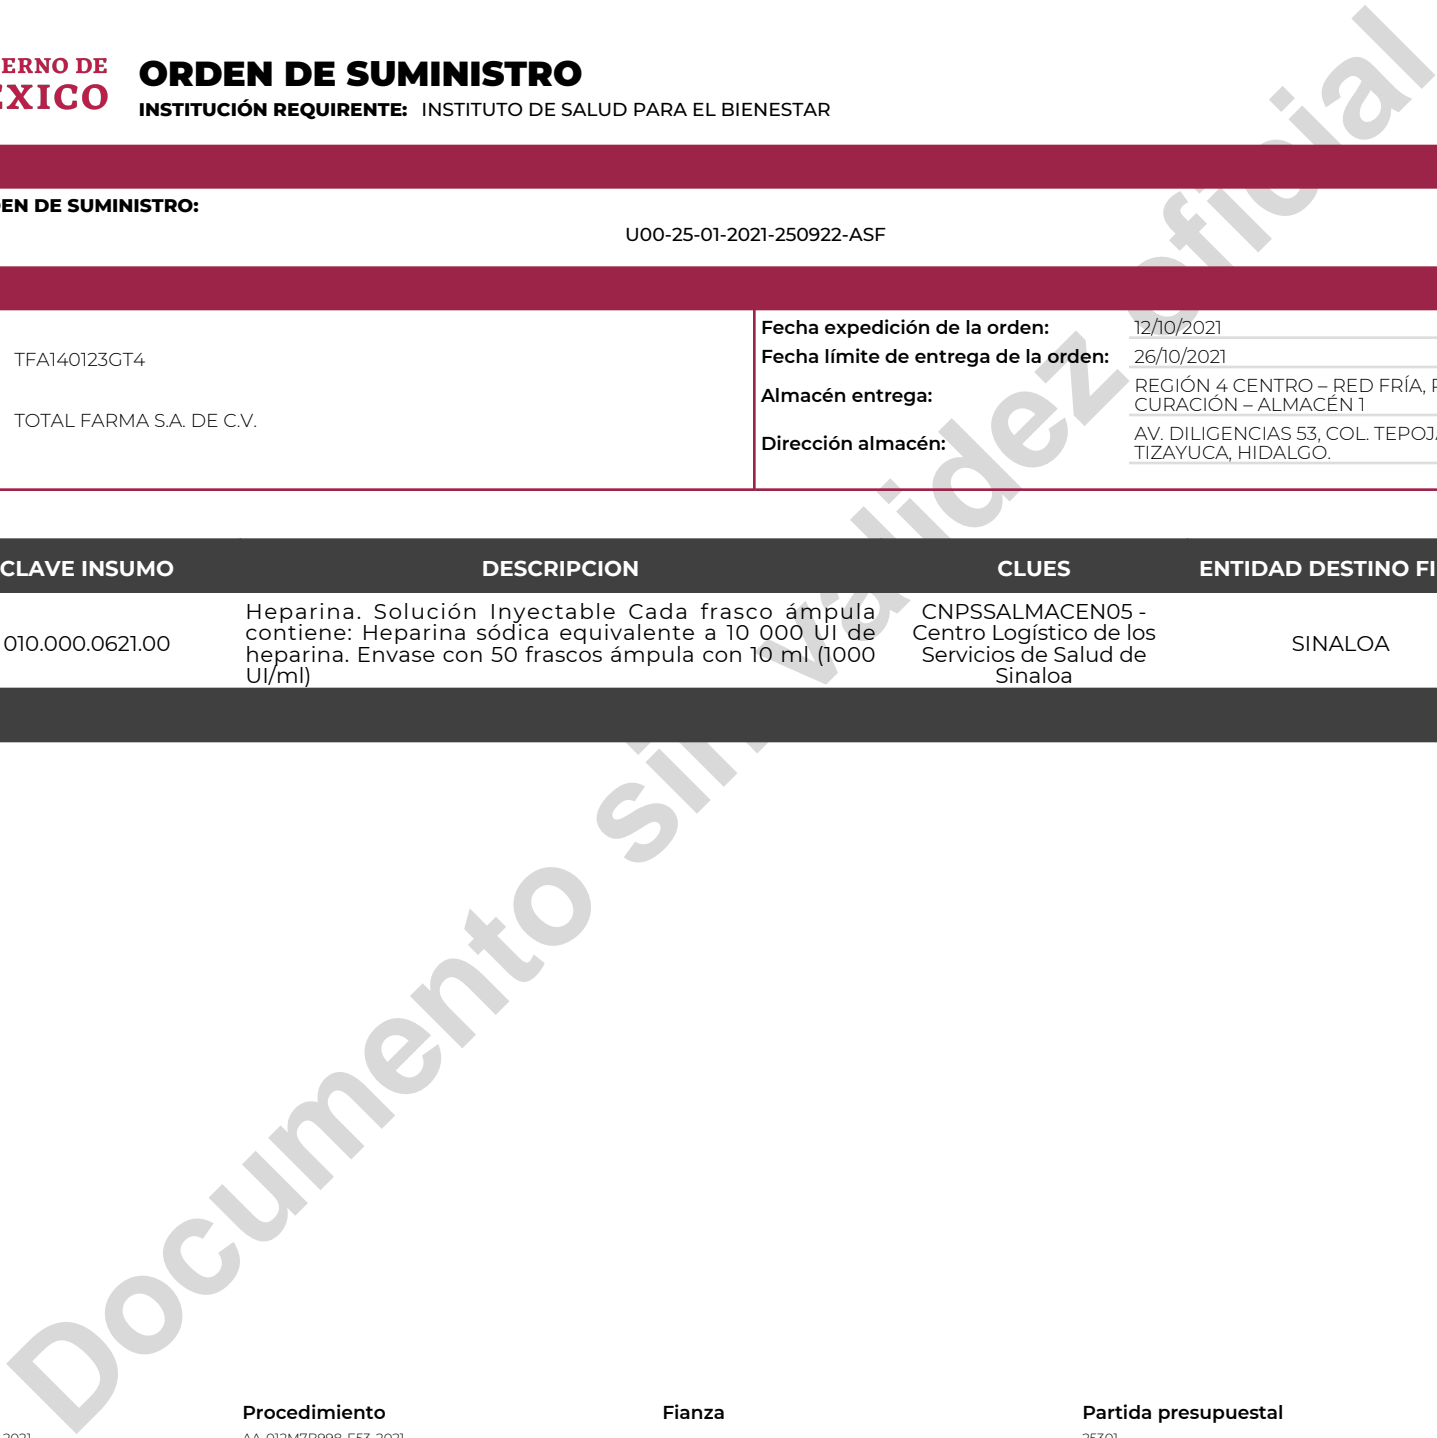 ERNO DE
EXICO
ORDEN DE SUMINISTRO
INSTITUCIÓN REQUIRENTE: INSTITUTO DE SALUD PARA EL BIENESTAR
EN DE SUMINISTRO:
U00-25-01-2021-250922-ASF
TFA140123GT4
TOTAL FARMA S.A. DE C.V.
Fecha expedición de la orden: 12/10/2021
Fecha límite de entrega de la orden: 26/10/2021
Almacén entrega: REGIÓN 4 CENTRO – RED FRÍA,
CURACIÓN – ALMACÉN 1
Dirección almacén: AV. DILIGENCIAS 53, COL. TEPOJA
TIZAYUCA, HIDALGO.
CLAVE INSUMO DESCRIPCION CLUES ENTIDAD DESTINO FI
010.000.0621.00
Heparina. Solución Inyectable Cada frasco ámpula
contiene: Heparina sódica equivalente a 10 000 UI de
heparina. Envase con 50 frascos ámpula con 10 ml (1000
UI/ml)
CNPSSALMACEN05 -
Centro Logístico de los
Servicios de Salud de
Sinaloa
SINALOA
Documento sin validez oficial
Procedimiento Fianza Partida presupuestal